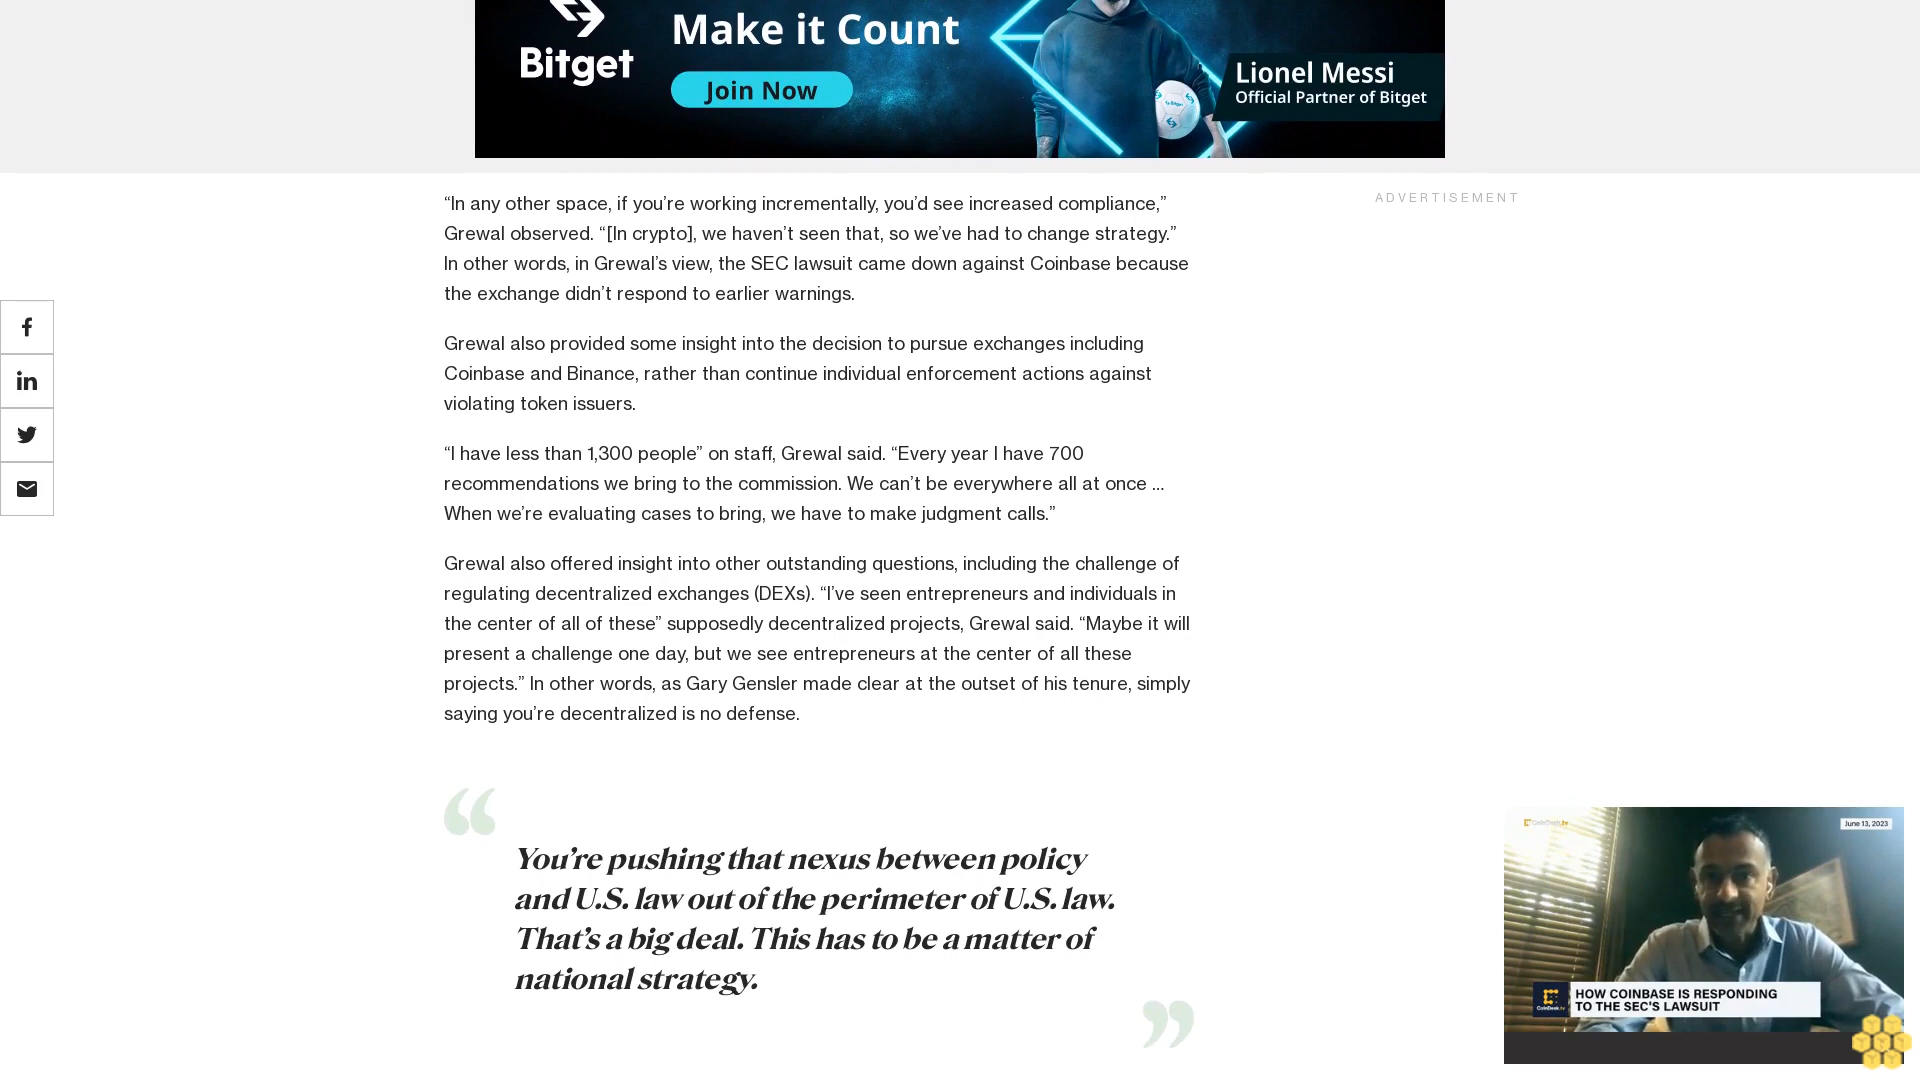 Make it Count
Bitget
Join Now
Lionel Messi
Official Partner of Bitget
ADVERTISEMENT
“In any other space, if you’re working incrementally, you’d see increased compliance,”
Grewal observed. “[In crypto], we haven’t seen that, so we’ve had to change strategy.”
In other words, in Grewal’s view, the SEC lawsuit came down against Coinbase because
the exchange didn’t respond to earlier warnings.
Grewal also provided some insight into the decision to pursue exchanges including
Coinbase and Binance, rather than continue individual enforcement actions against
violating token issuers.
“I have less than 1,300 people” on staff, Grewal said. “Every year I have 700
recommendations we bring to the commission. We can’t be everywhere all at once …
When we’re evaluating cases to bring, we have to make judgment calls.”
Grewal also offered insight into other outstanding questions, including the challenge of
regulating decentralized exchanges (DEXs). “I’ve seen entrepreneurs and individuals in
the center of all of these” supposedly decentralized projects, Grewal said. “Maybe it will
present a challenge one day, but we see entrepreneurs at the center of all these
projects.” In other words, as Gary Gensler made clear at the outset of his tenure, simply
saying you’re decentralized is no defense.
“
You’re pushing that nexus between policy
and U.S. law out of the perimeter of U.S. law.
That’s a big deal. This has to be a matter of
national strategy.
”
CoinDesk.tv
June 13, 2023
CoinDesk.tv
HOW COINBASE IS RESPONDING
TO THE SEC'S LAWSUIT